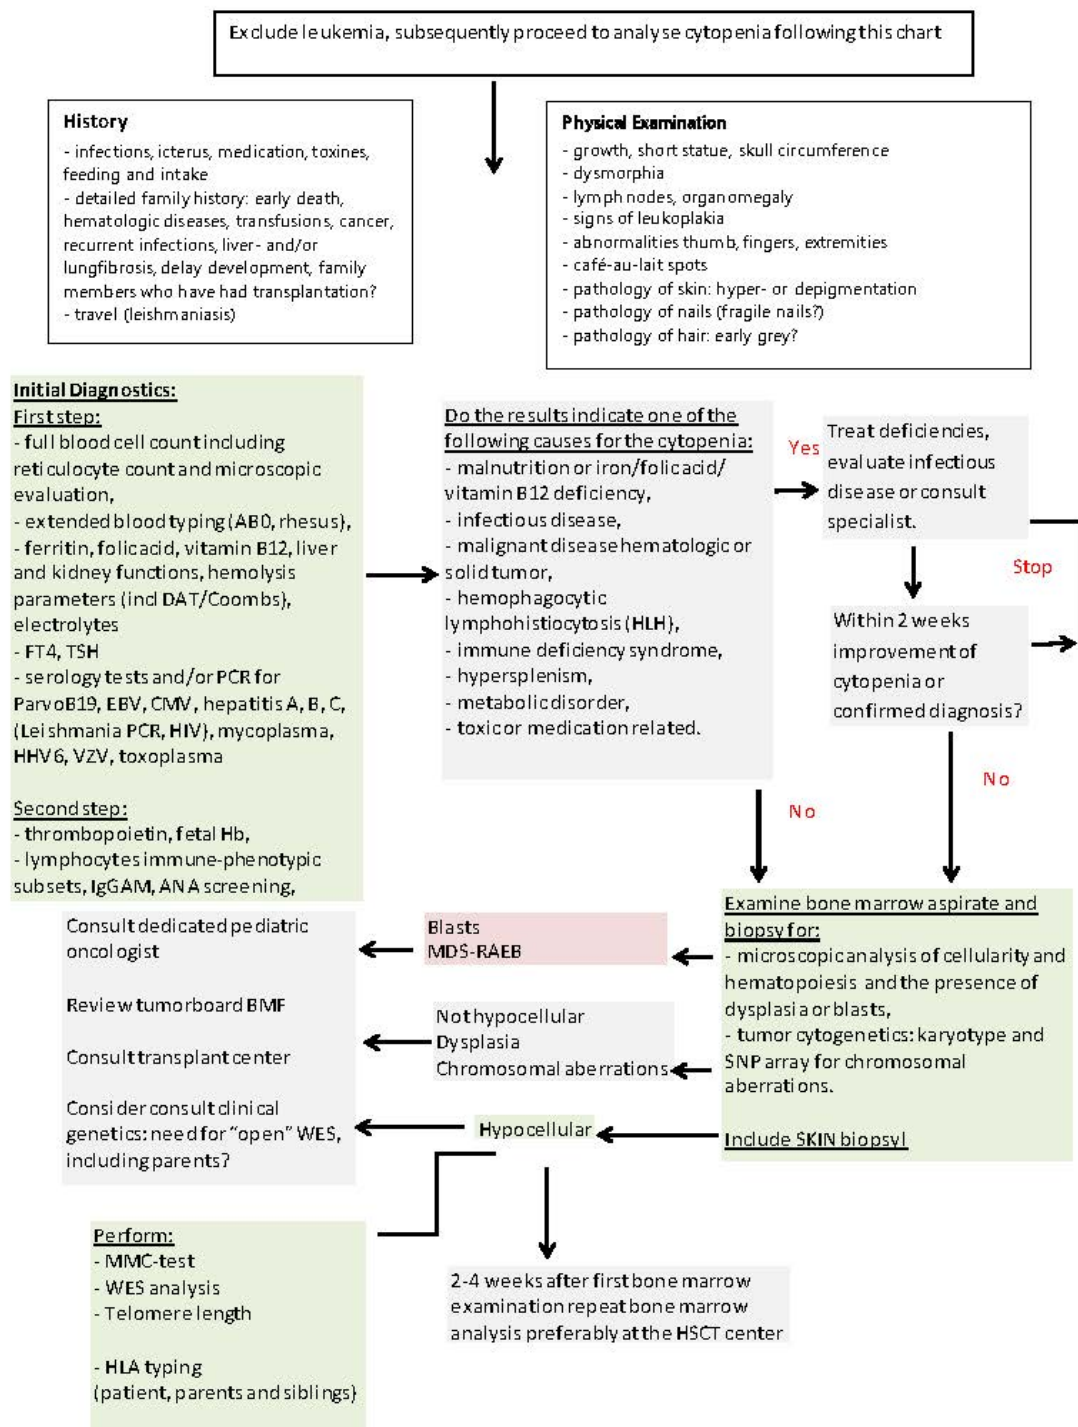 Exclude leukemia, subsequently proceed to analyse cytopenia following this chart
History
- infections, icterus, medication, toxines,
feeding and intake
- detailed family history: early death,
hematologic diseases, transfusions, cancer,
recurrent infections, liver- and/or
lungfibrosis, delay development, family
members who have had transplantation?
- travel (leishmaniasis)
Physical Examination
- growth, short statue, skull circumference
- dysmorphia
- lymph nodes, organomegaly
- signs of leukoplakia
- abnormalities thumb, fingers, extremities
- café-au-lait spots
- pathology of skin: hyper- or depigmentation
- pathology of nails (fragile nails?)
- pathology of hair: early grey?
Initial Diagnostics:
First step:
- full blood cell count including
reticulocyte count and microscopic
evaluation,
- extended blood typing (AB0, rhesus),
- ferritin, folic acid, vitamin B12, liver
and kidney functions, hemolysis
parameters (incl DAT/Coombs),
electrolytes
- FT4, TSH
- serology tests and/or PCR for
ParvoB19, EBV, CMV, hepatitis A, B, C,
(Leishmania PCR, HIV), mycoplasma,
HHV6, VZV, toxoplasma
Second step:
- thrombopoietin, fetal Hb,
- lymphocytes immune-phenotypic
subsets, IgGAM, ANA screening,
Do the results indicate one of the
following causes for the cytopenia:
- malnutrition or iron/folic acid/
vitamin B12 deficiency,
- infectious disease,
- malignant disease hematologic or
solid tumor,
- hemophagocytic
lymphohistiocytosis (HLH),
- immune deficiency syndrome,
- hypersplenism,
- metabolic disorder,
- toxic or medication related.
Yes
Treat deficiencies,
evaluate infectious
disease or consult
specialist.
Stop
Within 2 weeks
improvement of
cytopenia or
confirmed diagnosis?
No
No
Examine bone marrow aspirate and
biopsy for:
- microscopic analysis of cellularity and
hematopoiesis and the presence of
dysplasia or blasts,
- tumor cytogenetics: karyotype and
SNP array for chromosomal
aberrations.
Include SKIN biopsy!
Blasts
MDS-RAEB
Not hypocellular
Dysplasia
Chromosomal aberrations
Hypocellular
Consult dedicated pediatric
oncologist
Review tumorboard BMF
Consult transplant center
Consider consult clinical
genetics: need for "open" WES,
including parents?
Perform:
- MMC-test
- WES analysis
- Telomere length
- HLA typing
(patient, parents and siblings)
2-4 weeks after first bone marrow
examination repeat bone marrow
analysis preferably at the HSCT center